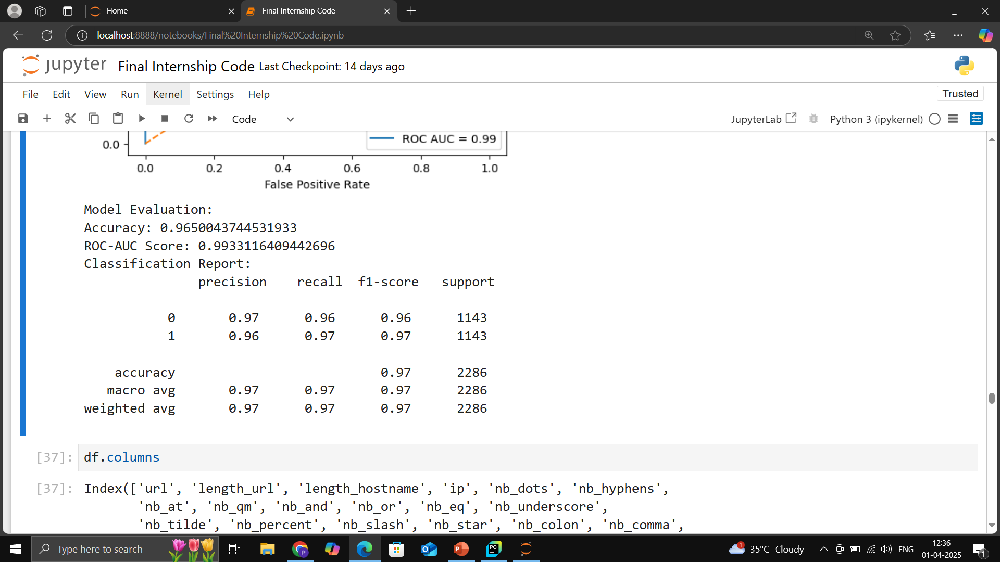 Home
Final Internship Code
localhost:8888/notebooks/Final%20Internship%20Code.ipynb
jupyter Final Internship Code Last Checkpoint: 14 days ago
File Edit View Run Kernel Settings Help
Trusted
Code
JupyterLab
Python 3 (ipykernel)
0.0
ROC AUC = 0.99
0.0 0.2 0.4 0.6 0.8 1.0
False Positive Rate
Model Evaluation:
Accuracy: 0.9650043744531933
ROC-AUC Score: 0.9933116409442696
Classification Report:
precision recall f1-score support
0 0.97 0.96 0.96 1143
1 0.96 0.97 0.97 1143
accuracy 0.97 2286
macro avg 0.97 0.97 0.97 2286
weighted avg 0.97 0.97 0.97 2286
[37]: df.columns
[37]: Index(['url', 'length_url', 'length_hostname', 'ip', 'nb_dots', 'nb_hyphens',
'nb_at', 'nb_qm', 'nb_and', 'nb_or', 'nb_eq', 'nb_underscore',
'nb_tilde', 'nb_percent', 'nb_slash', 'nb_star', 'nb_colon', 'nb_comma',
Type here to search
P
O
P
PC
1
35°C Cloudy
ENG
12:36
01-04-2025
1